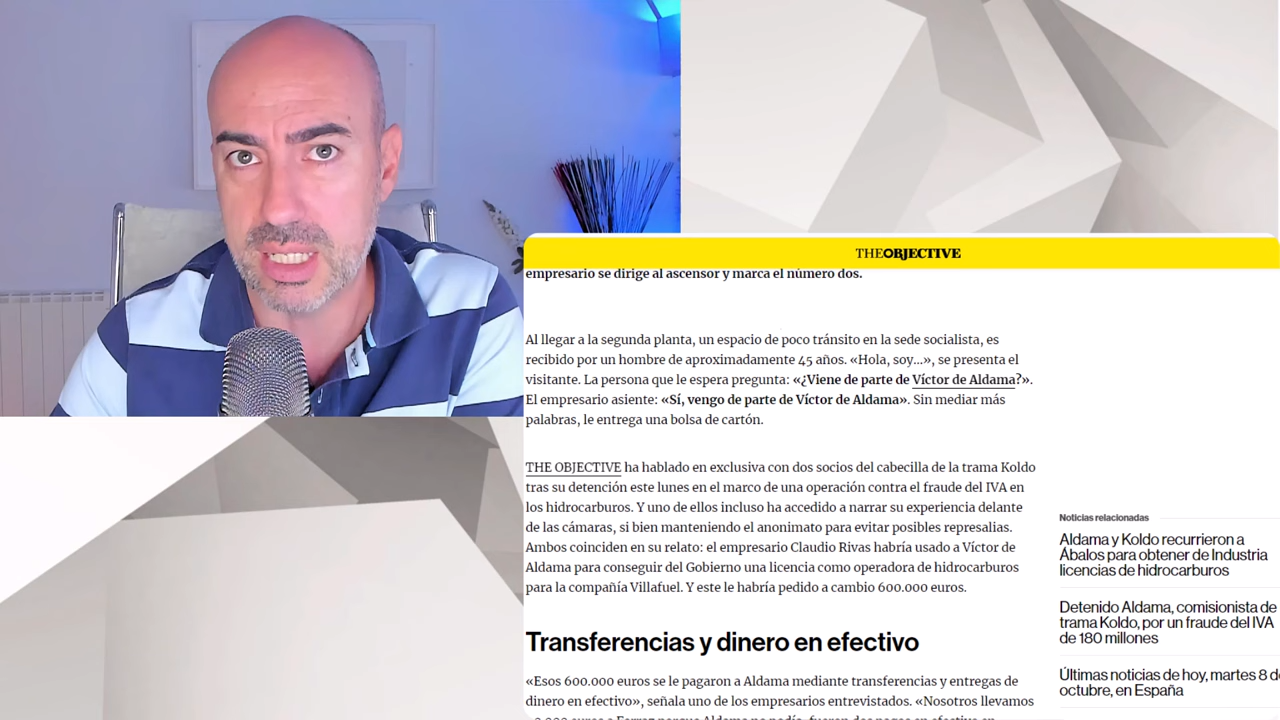 THEOBJECTIVE
empresario se dirige al ascensor y marca el número dos.
Al llegar a la segunda planta, un espacio de poco tránsito en la sede socialista, es
recibido por un hombre de aproximadamente 45 años. «Hola, soy...», se presenta el
visitante. La persona que le espera pregunta: «¿Viene de parte de Víctor de Aldama?».
El empresario asiente: «Sí, vengo de parte de Víctor de Aldama». Sin mediar más
palabras, le entrega una bolsa de cartón.
THE OBJECTIVE ha hablado en exclusiva con dos socios del cabecilla de la trama Koldo
tras su detención este lunes en el marco de una operación contra el fraude del IVA en
los hidrocarburos. Y uno de ellos incluso ha accedido a narrar su experiencia delante
de las cámaras, si bien manteniendo el anonimato para evitar posibles represalias.
Ambos coinciden en su relato: el empresario Claudio Rivas habría usado a Víctor de
Aldama para conseguir del Gobierno una licencia como operadora de hidrocarburos
para la compañía Villafuel. Y este le habría pedido a cambio 600.000 euros.
Transferencias y dinero en efectivo
«Esos 600.000 euros se le pagaron a Aldama mediante transferencias y entregas de
dinero en efectivo», señala uno de los empresarios entrevistados. «Nosotros llevamos
Noticias relacionadas
Aldama y Koldo recurrieron a
Ábalos para obtener de Industria
licencias de hidrocarburos
Detenido Aldama, comisionista de
trama Koldo, por un fraude del IVA
de 180 millones
Últimas noticias de hoy, martes 8 d
octubre, en España